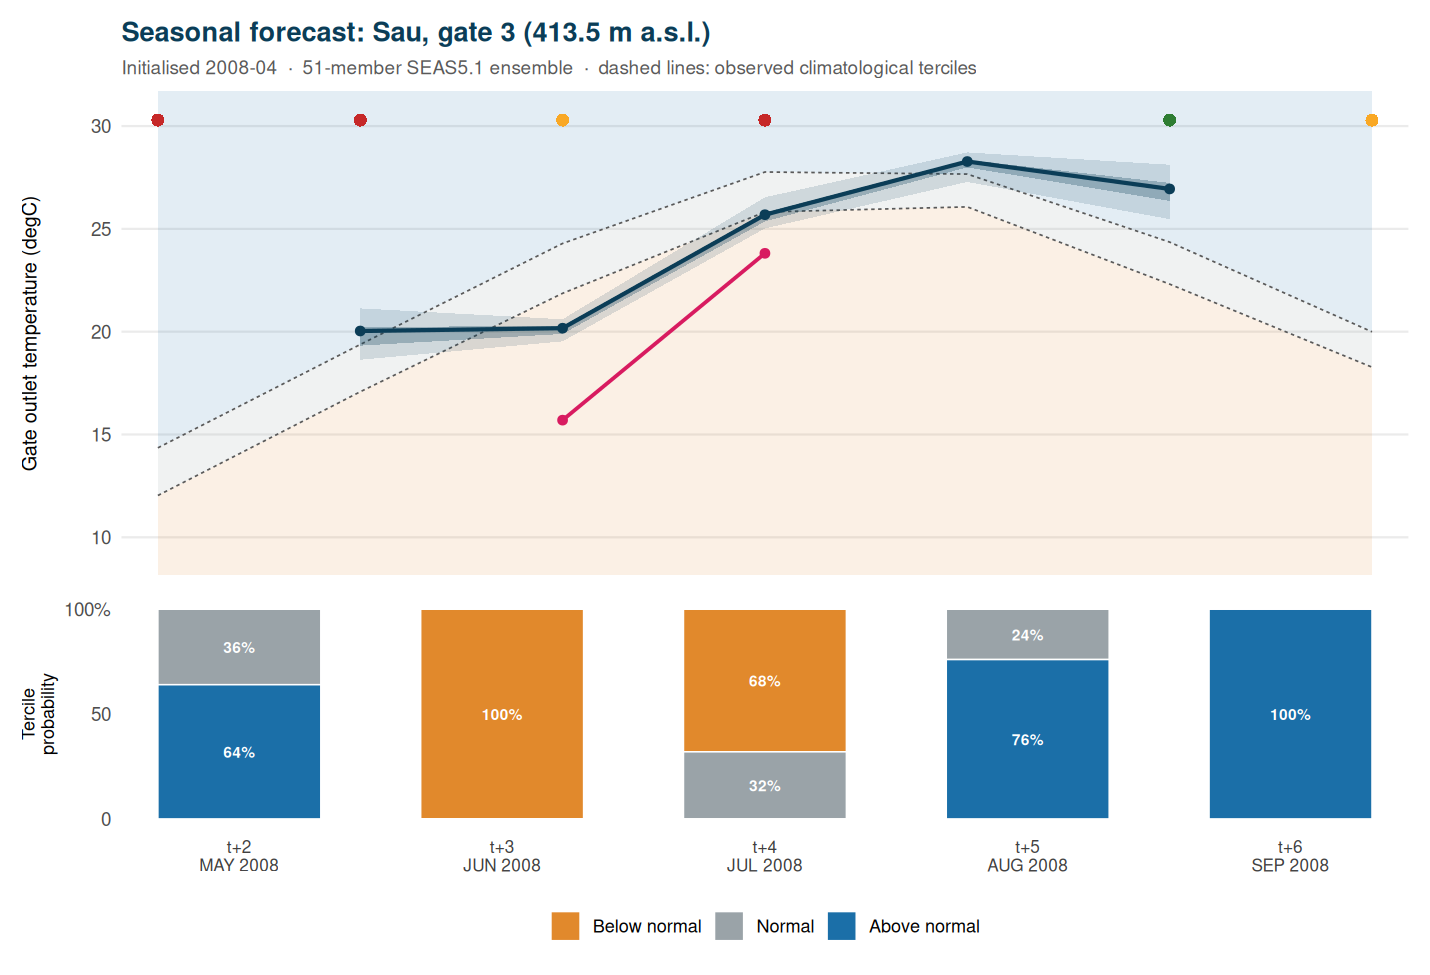 Seasonal forecast: Sau, gate 3 (413.5 m a.s.l.)
Initialised 2008-04 · 51-member SEAS5.1 ensemble · dashed lines: observed climatological terciles
Gate outlet temperature (degC)
30
25
20
15
10
Tercile
probability
100%
50
0
36%
64%
100%
68%
32%
24%
76%
100%
t+2
MAY 2008
t+3
JUN 2008
t+4
JUL 2008
t+5
AUG 2008
t+6
SEP 2008
Below normal
Normal
Above normal